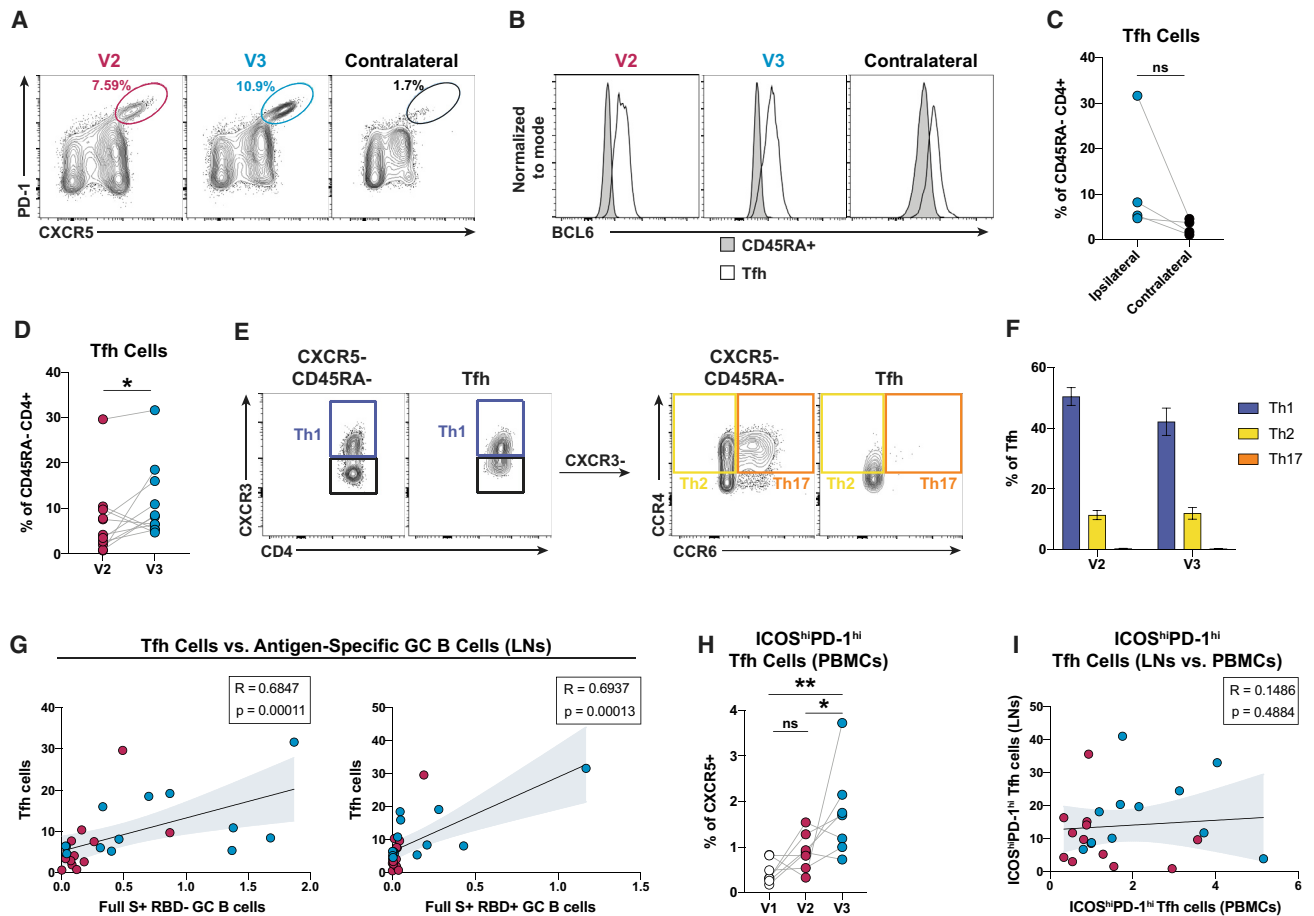 A
V2
V3
Contralateral
7.59%
10.9%
1.7%
PD-1
CXCR5
B
V2
V3
Contralateral
Normalized
to mode
BCL6
CD45RA+
Tfh
C
Tfh Cells
ns
% of CD45RA- CD4+
40
30
20
10
0
Ipsilateral
Contralateral
D
Tfh Cells
*
% of CD45RA- CD4+
40
30
20
10
0
V2
V3
E
CXCR5-
CD45RA-
Tfh
Th1
Th1
CXCR3
CD4
CXCR3-
CXCR5-
CD45RA-
Tfh
Th2
Th17
Th2
Th17
CCR4
CCR6
F
% of Tfh
60
40
20
0
V2
V3
Th1
Th2
Th17
G
Tfh Cells vs. Antigen-Specific GC B Cells (LNs)
R = 0.6847
p = 0.00011
Tfh cells
40
30
20
10
0
0.0
0.5
1.0
1.5
2.0
Full S+ RBD- GC B cells
R = 0.6937
p = 0.00013
Tfh cells
50
40
30
20
10
0
0.0
0.5
1.0
1.5
Full S+ RBD+ GC B cells
H
ICOShiPD-1hi
Tfh Cells (PBMCs)
**
*
ns
% of CXCR5+
4
3
2
1
0
V1
V2
V3
I
ICOShiPD-1hi
Tfh Cells (LNs vs. PBMCs)
R = 0.1486
p = 0.4884
ICOShiPD-1hi Tfh cells (LNs)
50
40
30
20
10
0
0
2
4
6
ICOShiPD-1hi Tfh cells (PBMCs)